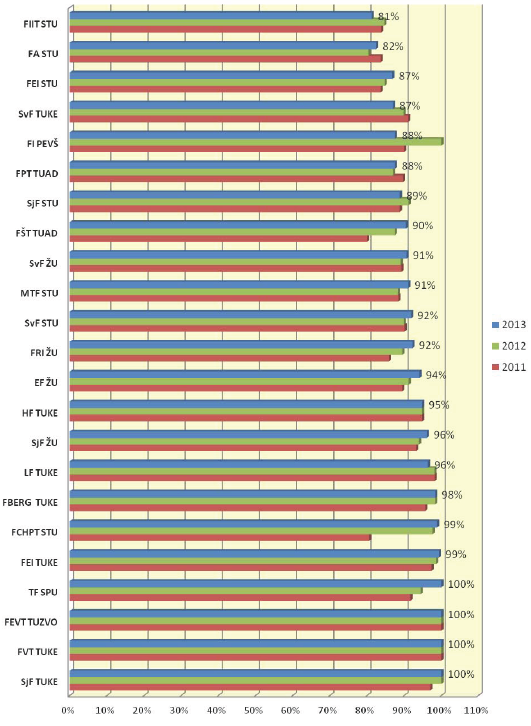 FIIT STU 81%
FA STU 82%
FEI STU 87%
SvF TUKE 87%
FI PEVŠ 88%
FPT TUAD 88%
SjF STU 89%
FŠT TUAD 90%
SvF ŽU 91%
MTF STU 91%
SvF STU 92%
FRI ŽU 92%
EF ŽU 94%
HF TUKE 95%
SjF ŽU 96%
LF TUKE 96%
FBERG TUKE 98%
FCHPT STU 99%
FEI TUKE 99%
TF SPU 100%
FEVT TUZVO 100%
FVT TUKE 100%
SjF TUKE 100%
0% 10% 20% 30% 40% 50% 60% 70% 80% 90% 100% 110%
2013
2012
2011